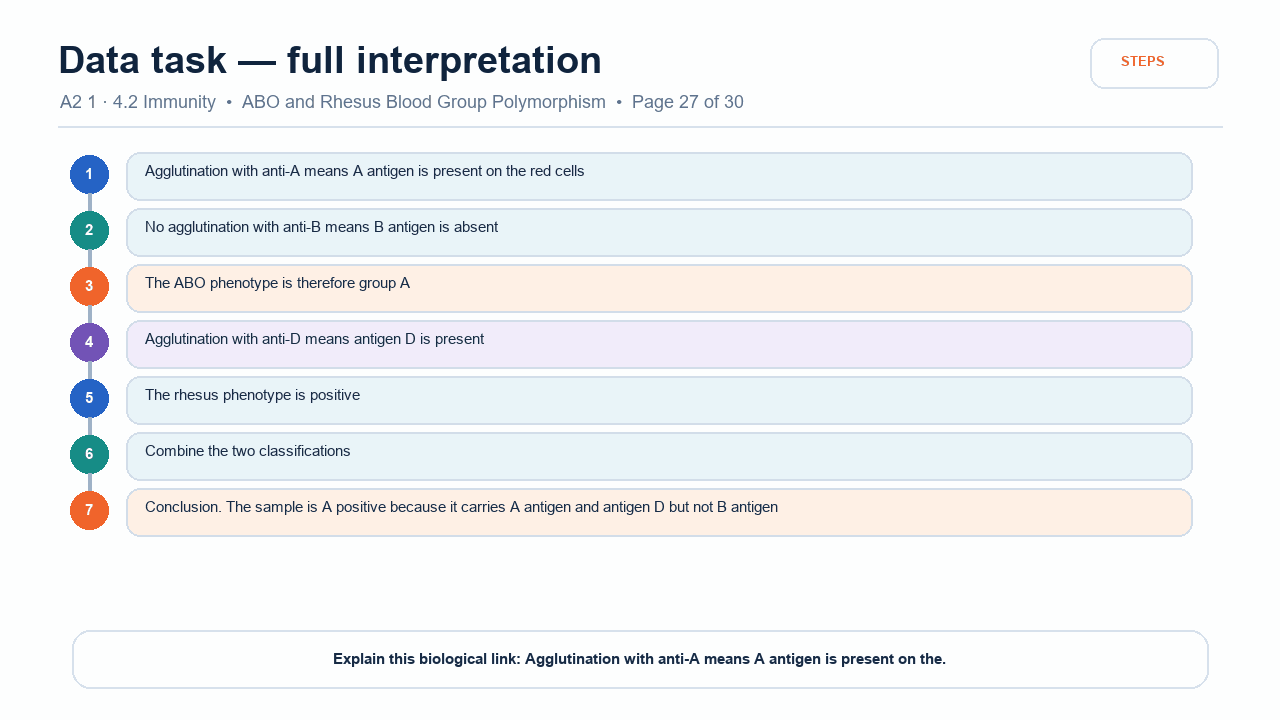 Data task — full interpretation
STEPS
A2 1 · 4.2 Immunity • ABO and Rhesus Blood Group Polymorphism • Page 27 of 30
1 Agglutination with anti-A means A antigen is present on the red cells
2 No agglutination with anti-B means B antigen is absent
3 The ABO phenotype is therefore group A
4 Agglutination with anti-D means antigen D is present
5 The rhesus phenotype is positive
6 Combine the two classifications
7 Conclusion. The sample is A positive because it carries A antigen and antigen D but not B antigen
Explain this biological link: Agglutination with anti-A means A antigen is present on the.